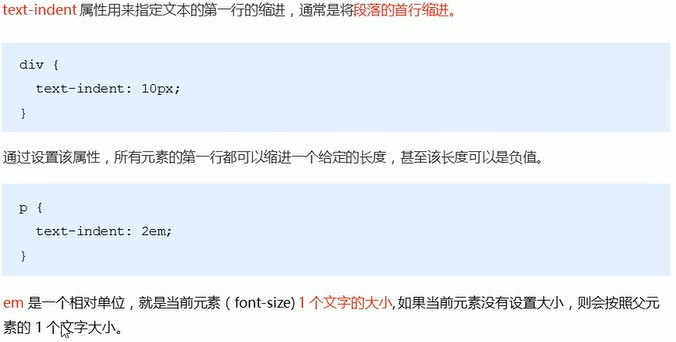 text-indent 属性用来指定文本的第一行的缩进，通常是将段落的首行缩进。
div {
  text-indent: 10px;
}
通过设置该属性，所有元素的第一行都可以缩进一个给定的长度，甚至该长度可以是负值。
p {
  text-indent: 2em;
}
em 是一个相对单位，就是当前元素（font-size) 1 个文字的大小, 如果当前元素没有设置大小，则会按照父元
素的 1 个文字大小。